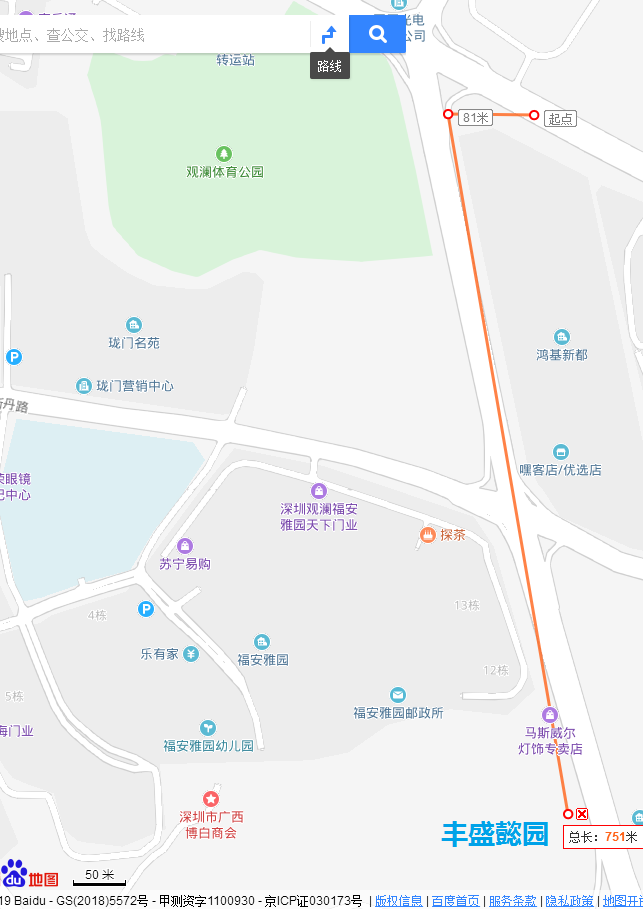 搜地点、查公交、找路线
路线
转运站
光电
公司
81米
起点
观澜体育公园
珑门名苑
鸿基新都
P
珑门营销中心
新丹路
嘿客店/优选店
眼镜
中心
深圳观澜福安
雅园天下门业
探茶
苏宁易购
13栋
P
4栋
乐有家
福安雅园
12栋
5栋
福安雅园邮政所
海门业
福安雅园幼儿园
马斯威尔
灯饰专卖店
深圳市广西
博白商会
丰盛懿园
总长：751米
Bai du 地图
50 米
19 Baidu - GS(2018)5572号 - 甲测资字1100930 - 京ICP证030173号 | 版权信息 | 百度首页 | 服务条款 | 隐私政策 | 地图开放